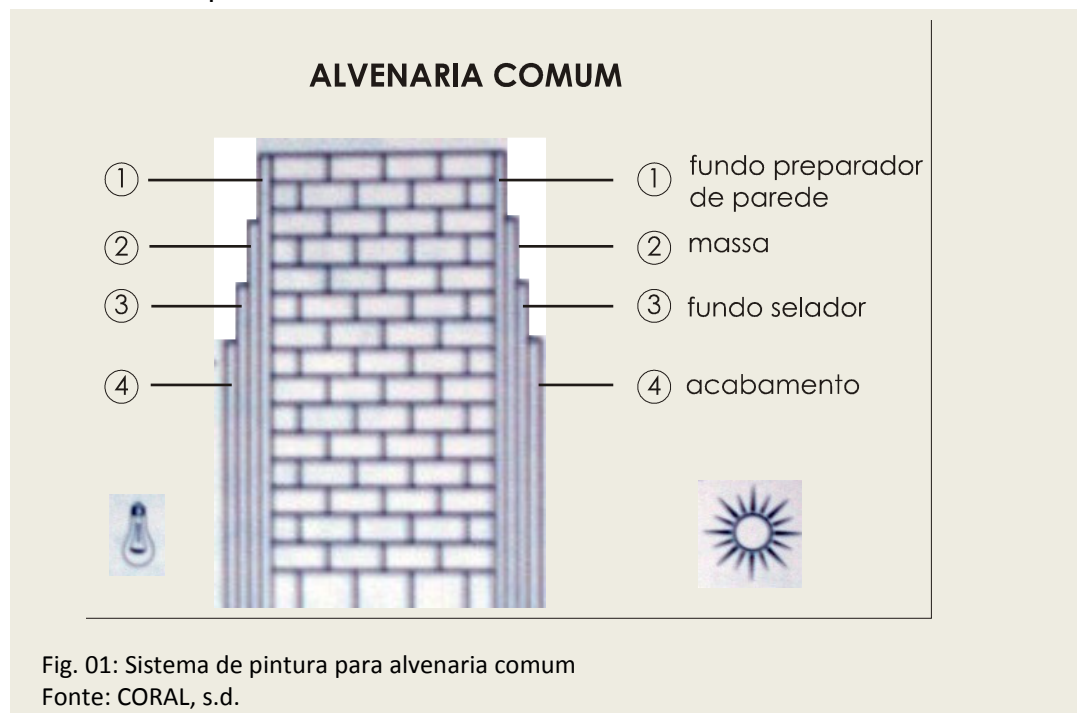 ALVENARIA COMUM
① ① fundo preparador
de parede
② ② massa
③ ③ fundo selador
④ ④ acabamento
Fig. 01: Sistema de pintura para alvenaria comum
Fonte: CORAL, s.d.